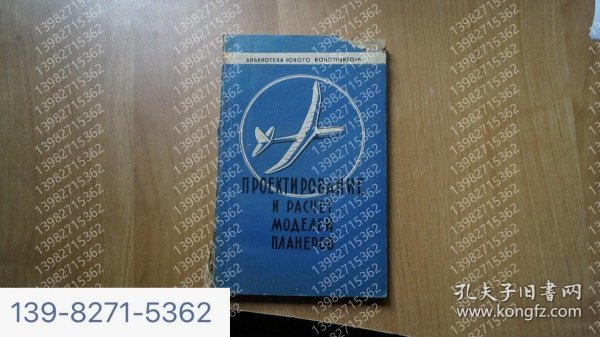 БИБЛИОТЕКА ЮНОГО КОНСТРУКТОРА
ПРОЕКТИРОВАНИЕ
И РАСЧЕТ
МОДЕЛЕЙ
ПЛАНЕРОВ
13982715362
139-8271-5362
孔夫子旧书网
www.kongfz.com